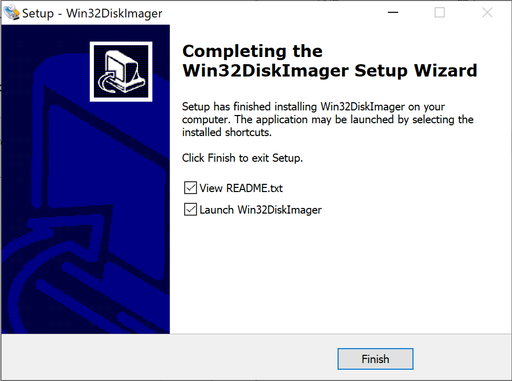 Setup - Win32DiskImager
Completing the
Win32DiskImager Setup Wizard
Setup has finished installing Win32DiskImager on your
computer. The application may be launched by selecting the
installed shortcuts.
Click Finish to exit Setup.
View README.txt
Launch Win32DiskImager
Finish